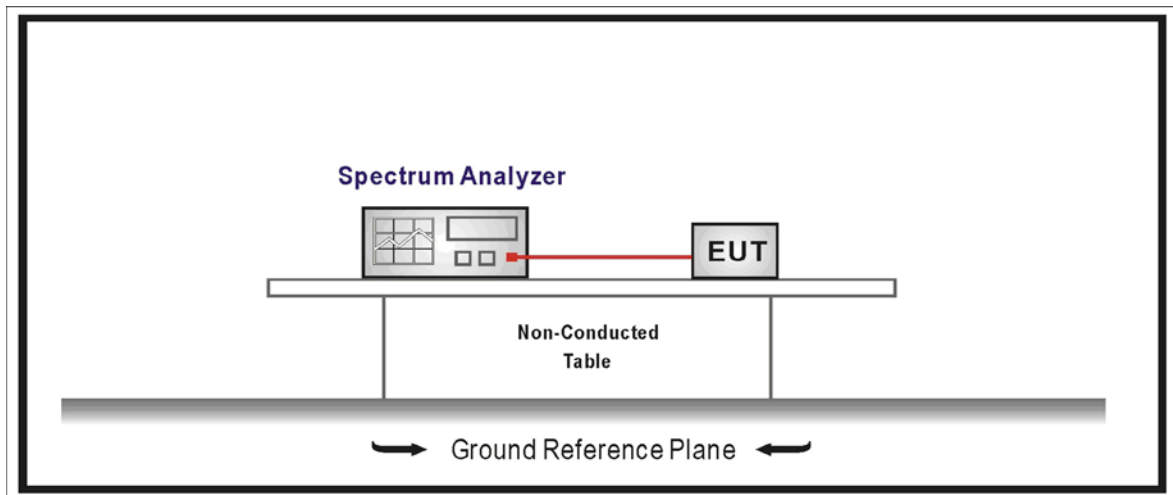 Spectrum Analyzer
EUT
Non-Conducted
Table
Ground Reference Plane